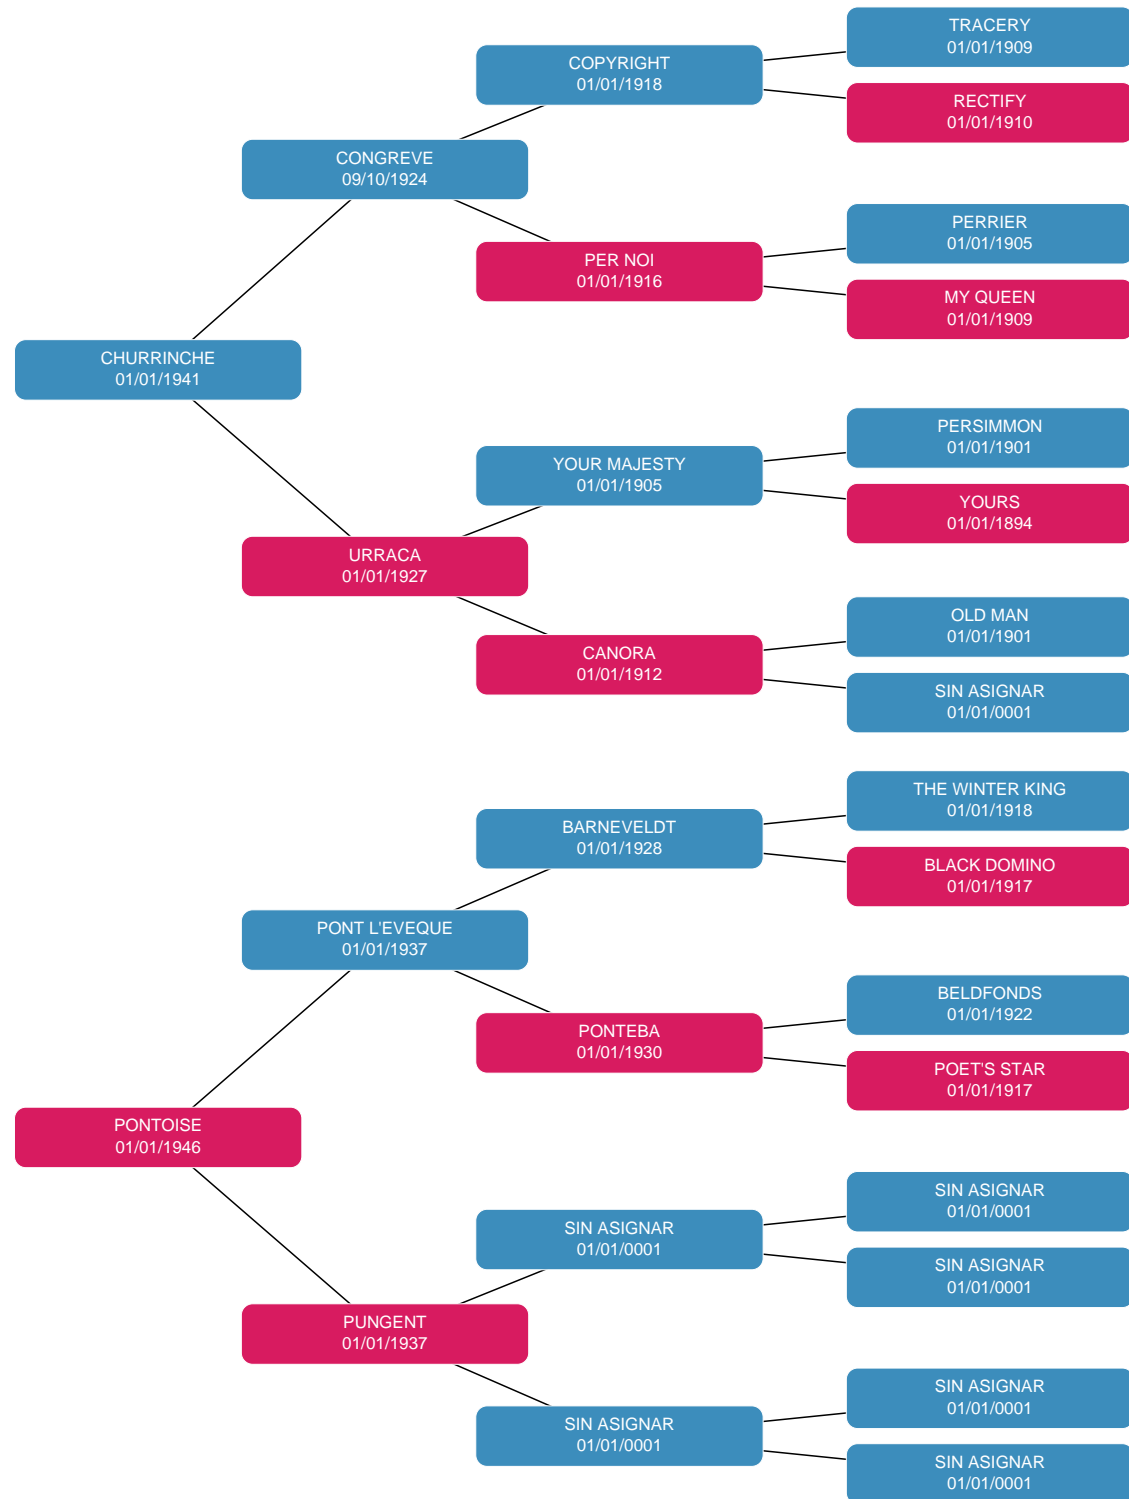 TRACERY
01/01/1909
COPYRIGHT
01/01/1918
RECTIFY
01/01/1910
CONGREVE
09/10/1924
PERRIER
01/01/1905
PER NOI
01/01/1916
MY QUEEN
01/01/1909
CHURRINCHE
01/01/1941
PERSIMMON
01/01/1901
YOUR MAJESTY
01/01/1905
YOURS
01/01/1894
URRACA
01/01/1927
OLD MAN
01/01/1901
CANORA
01/01/1912
SIN ASIGNAR
01/01/0001
THE WINTER KING
01/01/1918
BARNEVELDT
01/01/1928
BLACK DOMINO
01/01/1917
PONT L'EVEQUE
01/01/1937
BELDFONDS
01/01/1922
PONTEBA
01/01/1930
POET'S STAR
01/01/1917
PONTOISE
01/01/1946
SIN ASIGNAR
01/01/0001
SIN ASIGNAR
01/01/0001
SIN ASIGNAR
01/01/0001
PUNGENT
01/01/1937
SIN ASIGNAR
01/01/0001
SIN ASIGNAR
01/01/0001
SIN ASIGNAR
01/01/0001